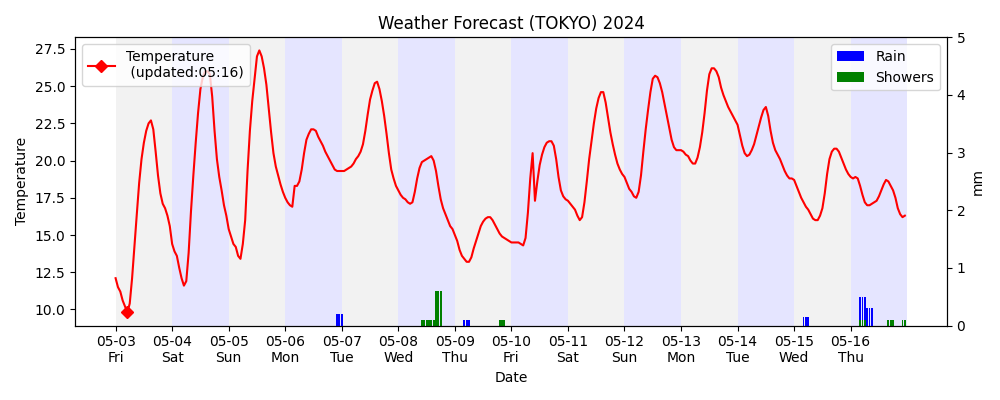 Weather Forecast (TOKYO) 2024
Temperature
(updated:05:16)
Rain
Showers
Temperature
27.5
25.0
22.5
20.0
17.5
15.0
12.5
10.0
5
4
3
2
1
0
mm
05-03 05-04 05-05 05-06 05-07 05-08 05-09 05-10 05-11 05-12 05-13 05-14 05-15 05-16
Fri Sat Sun Mon Tue Wed Thu Fri Sat Sun Mon Tue Wed Thu
Date